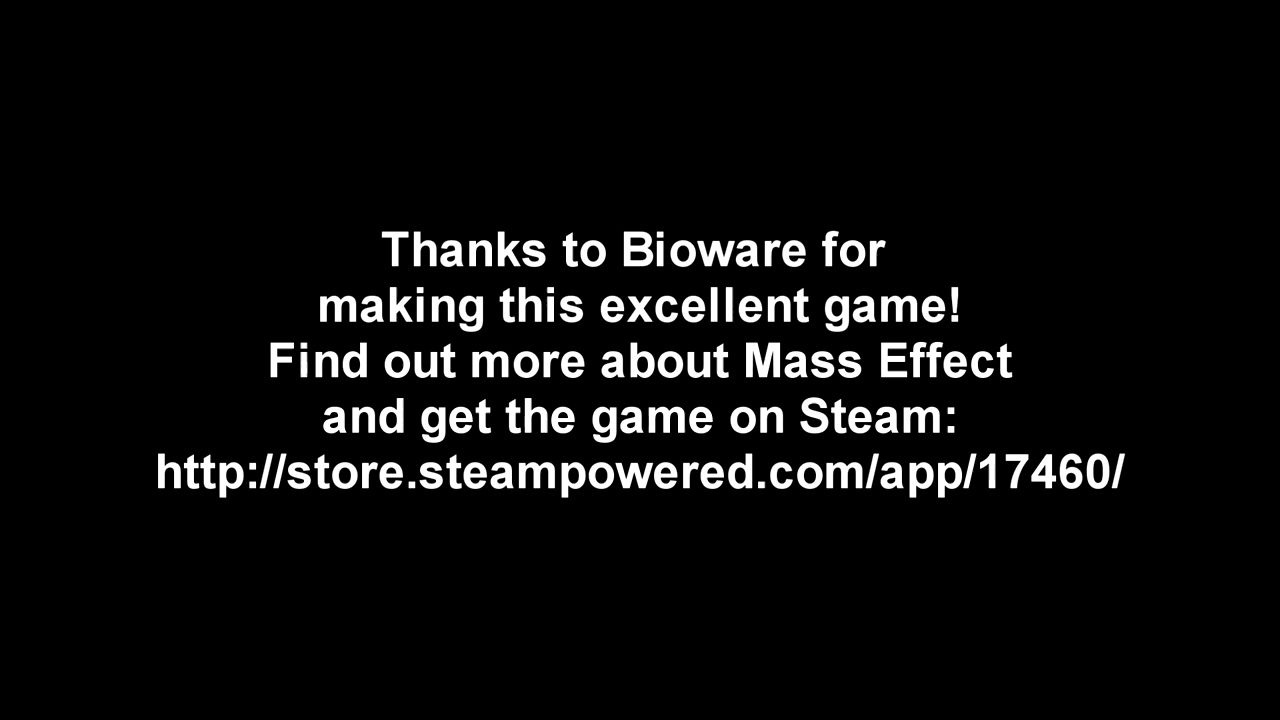 Thanks to Bioware for
making this excellent game!
Find out more about Mass Effect
and get the game on Steam:
http://store.steampowered.com/app/17460/